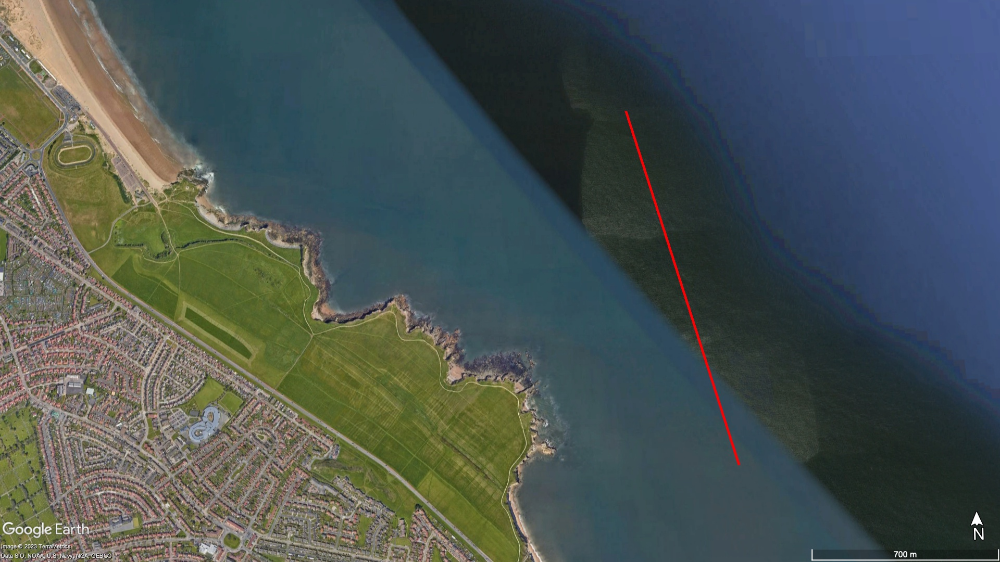 Google Earth
Image © 2023 TerraMetrics
Data SIO, NOAA, U.S. Navy, NGA, GEBCO
N
700 m